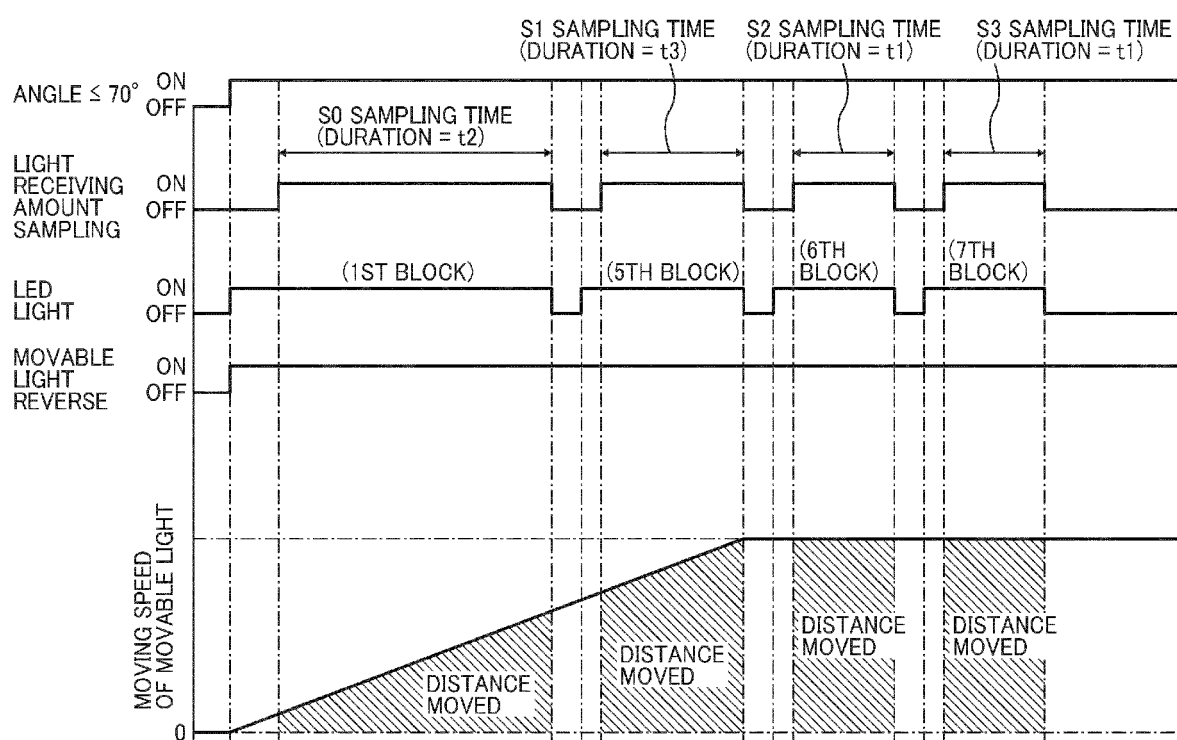 S1 SAMPLING TIME
(DURATION = t3)
S2 SAMPLING TIME
(DURATION = t1)
S3 SAMPLING TIME
(DURATION = t1)
ANGLE ≤ 70°
ON
OFF
S0 SAMPLING TIME
(DURATION = t2)
LIGHT
RECEIVING
AMOUNT
SAMPLING
ON
OFF
LED
LIGHT
ON
OFF
(1ST BLOCK)
(5TH BLOCK)
(6TH
BLOCK)
(7TH
BLOCK)
MOVABLE
LIGHT
REVERSE
ON
OFF
MOVING SPEED
OF MOVABLE LIGHT
0
DISTANCE
MOVED
DISTANCE
MOVED
DISTANCE
MOVED
DISTANCE
MOVED